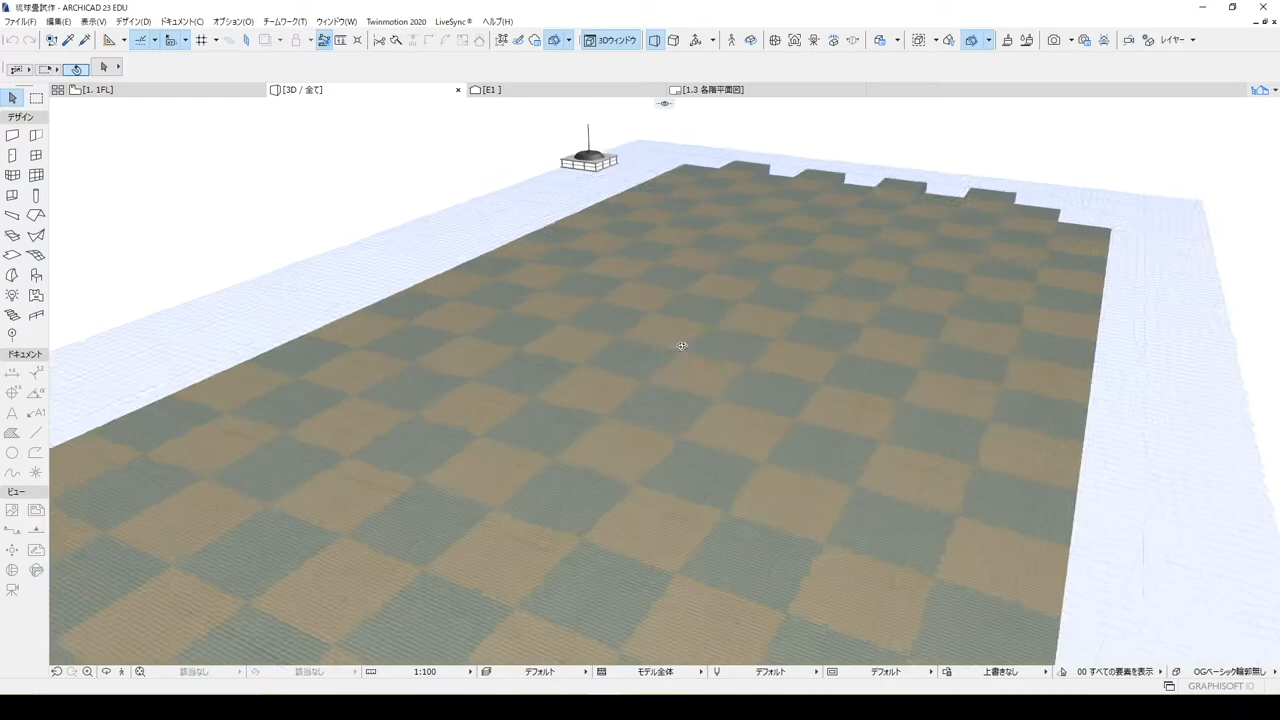 琉球畳試作 - ARCHICAD 23 EDU
ファイル(F) 編集(E) 表示(V) デザイン(D) ドキュメント(C) オプション(O) チームワーク(T) ウィンドウ(W) Twinmotion 2020 LiveSync® ヘルプ(H)
3Dウィンドウ レイヤー
[1. 1FL] [3D / 全て] [E1 ] [1.3 各階平面図]
デザイン
ドキュメント
A A1
ビュー
該当なし 該当なし 1:100 デフォルト モデル全体 デフォルト デフォルト 上書きなし 00 すべての要素を表示 OGベーシック輪郭無し
GRAPHISOFT ID